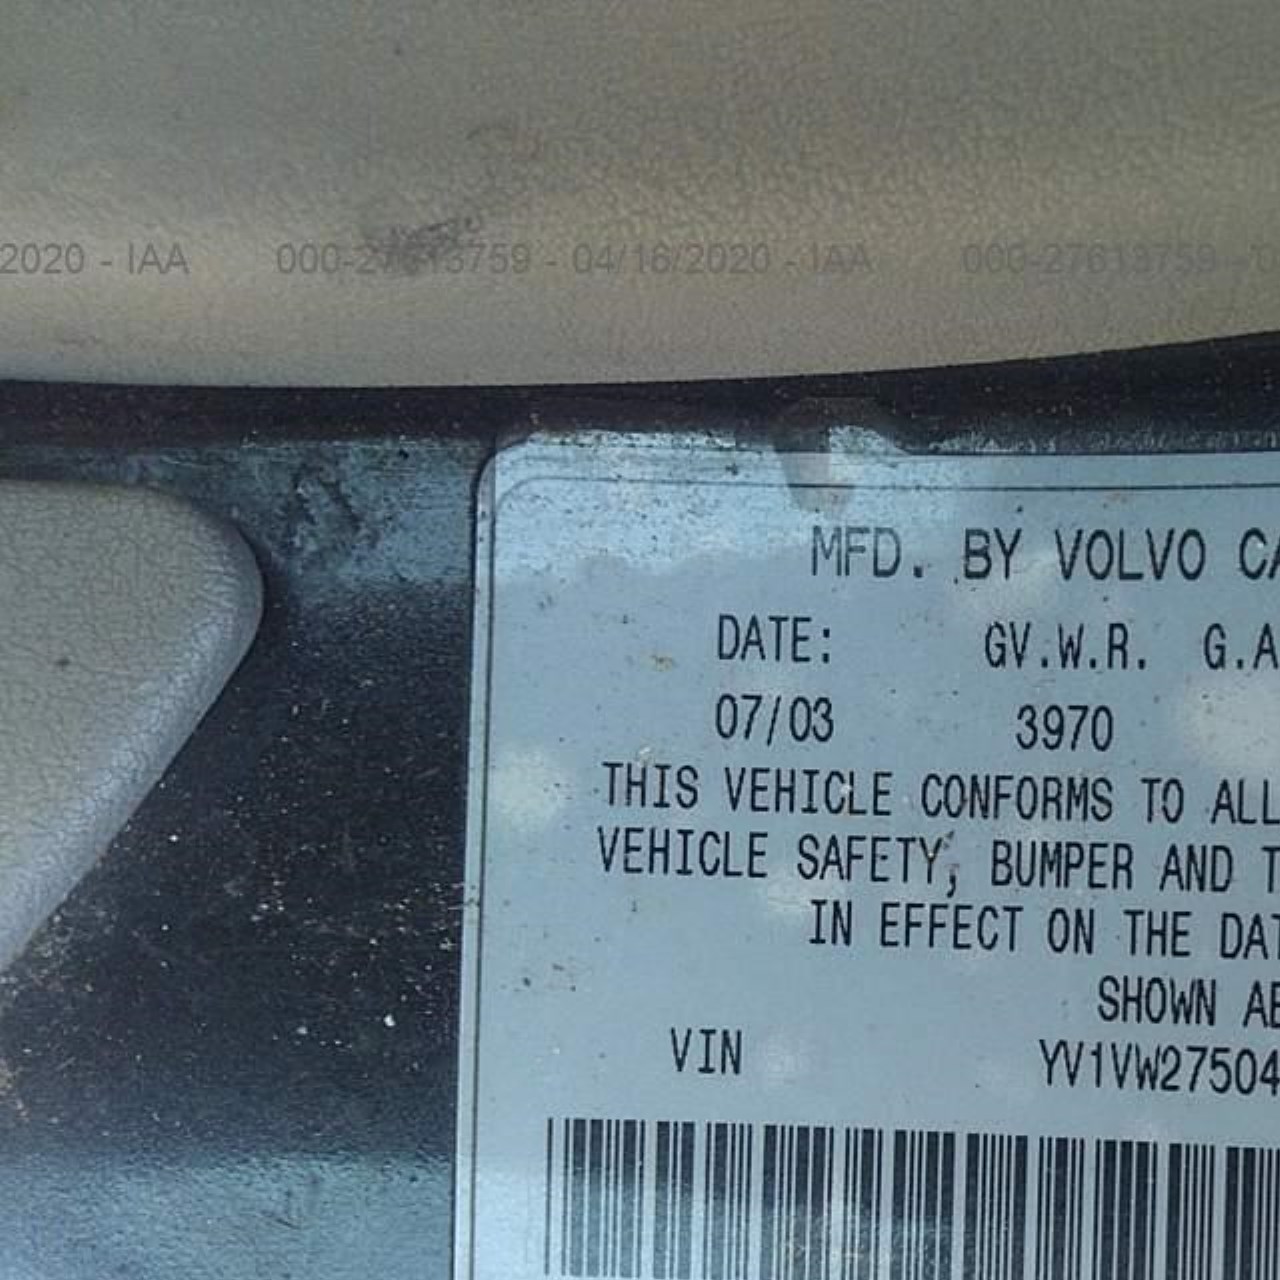 2020 - IAA 000-27613759 - 04/16/2020 - IAA 000-27613759 -
MFD. BY VOLVO CA
DATE: GV.W.R. G.A
07/03 3970
THIS VEHICLE CONFORMS TO ALL
VEHICLE SAFETY, BUMPER AND T
IN EFFECT ON THE DAT
SHOWN AB
VIN YV1VW27504